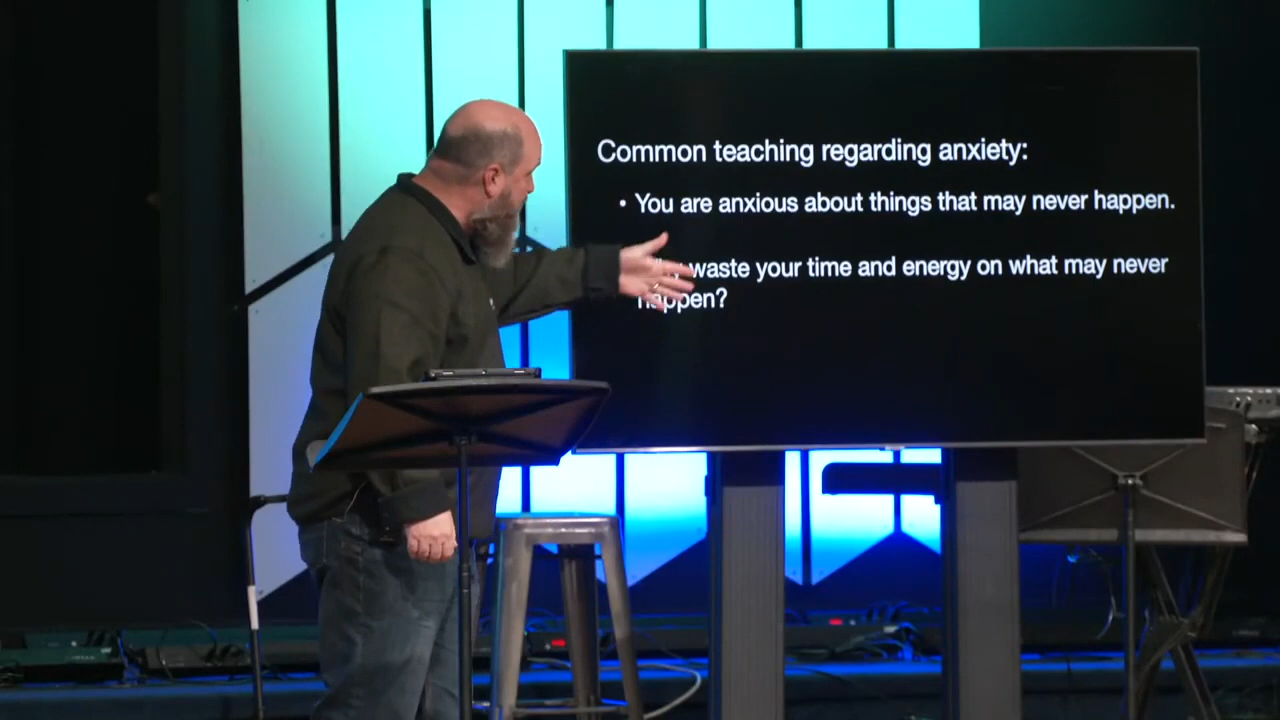 Common teaching regarding anxiety:
• You are anxious about things that may never happen.
waste your time and energy on what may never
happen?